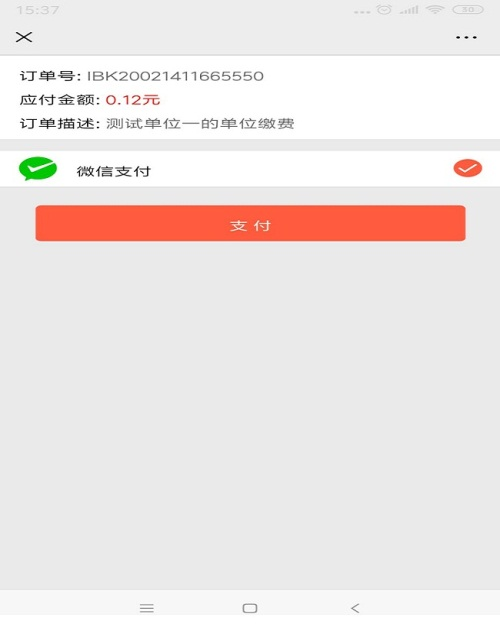 15:37
30
订单号: IBK20021411665550
应付金额: 0.12元
订单描述: 测试单位一的单位缴费
微信支付
支付